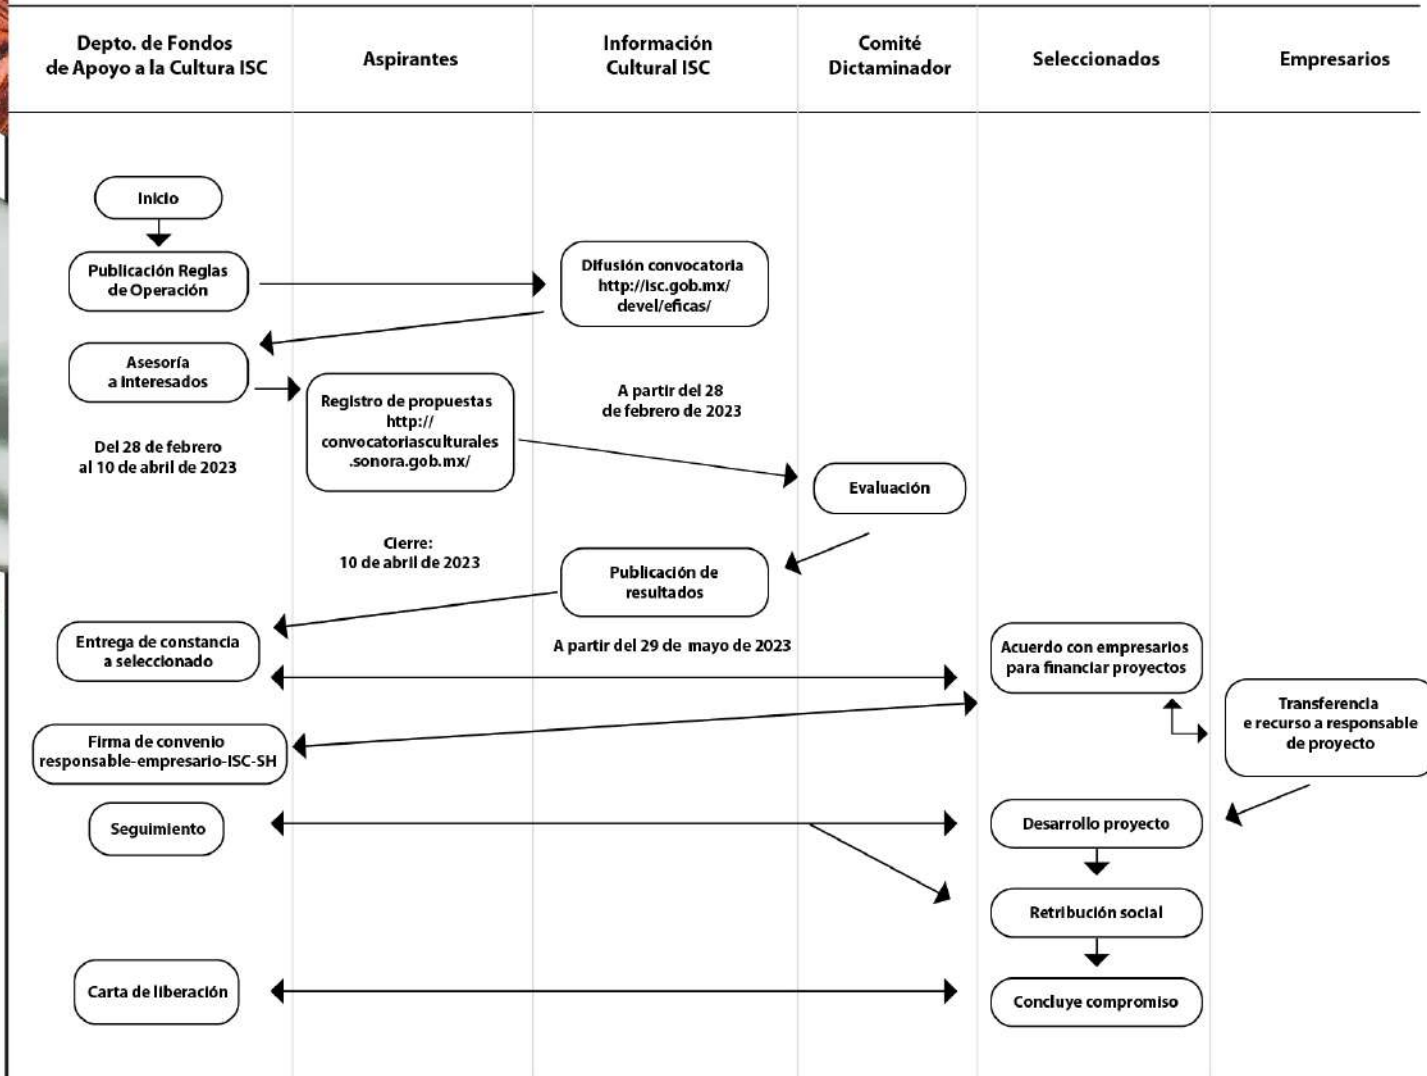 Depto. de Fondos
de Apoyo a la Cultura ISC
Aspirantes
Información
Cultural ISC
Comité
Dictaminador
Seleccionados
Empresarios
Inicio
Publicación Reglas
de Operación
Difusión convocatoria
http://isc.gob.mx/
devel/eficas/
Asesoría
a interesados
Del 28 de febrero
al 10 de abril de 2023
Registro de propuestas
http://
convocatoriasculturales
.sonora.gob.mx/
A partir del 28
de febrero de 2023
Evaluación
Cierre:
10 de abril de 2023
Publicación de
resultados
A partir del 29 de mayo de 2023
Entrega de constancia
a seleccionado
Acuerdo con empresarios
para financiar proyectos
Transferencia
e recurso a responsable
de proyecto
Firma de convenio
responsable-empresario-ISC-SH
Seguimiento
Desarrollo proyecto
Retribución social
Carta de liberación
Concluye compromiso